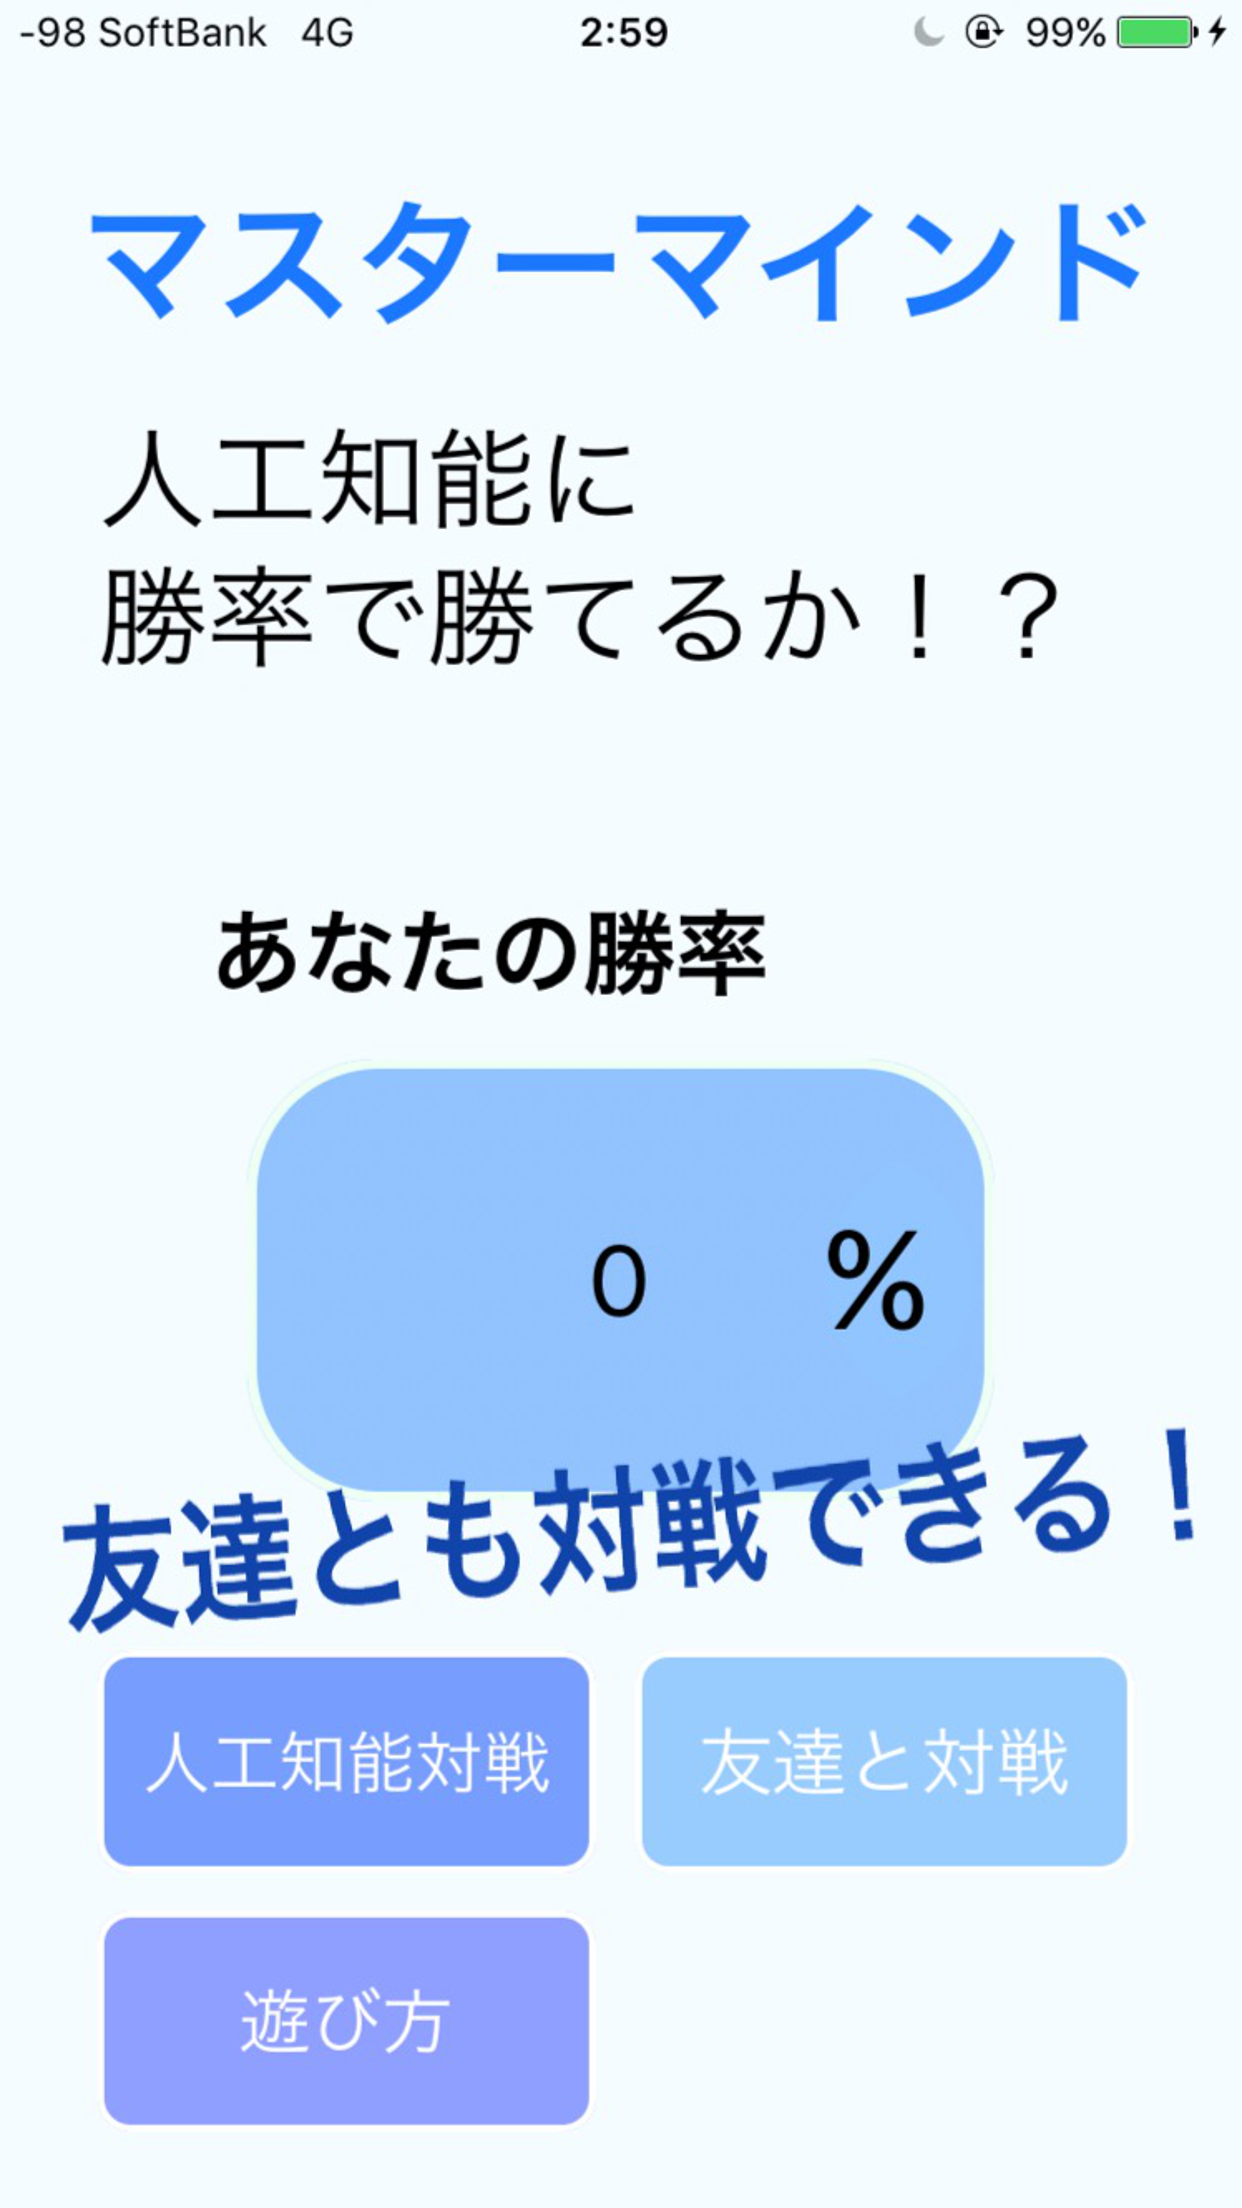 -98 SoftBank 4G 2:59 99%
マスターマインド
人工知能に
勝率で勝てるか！？
あなたの勝率
0 %
友達とも対戦できる！
人工知能対戦 友達と対戦
遊び方